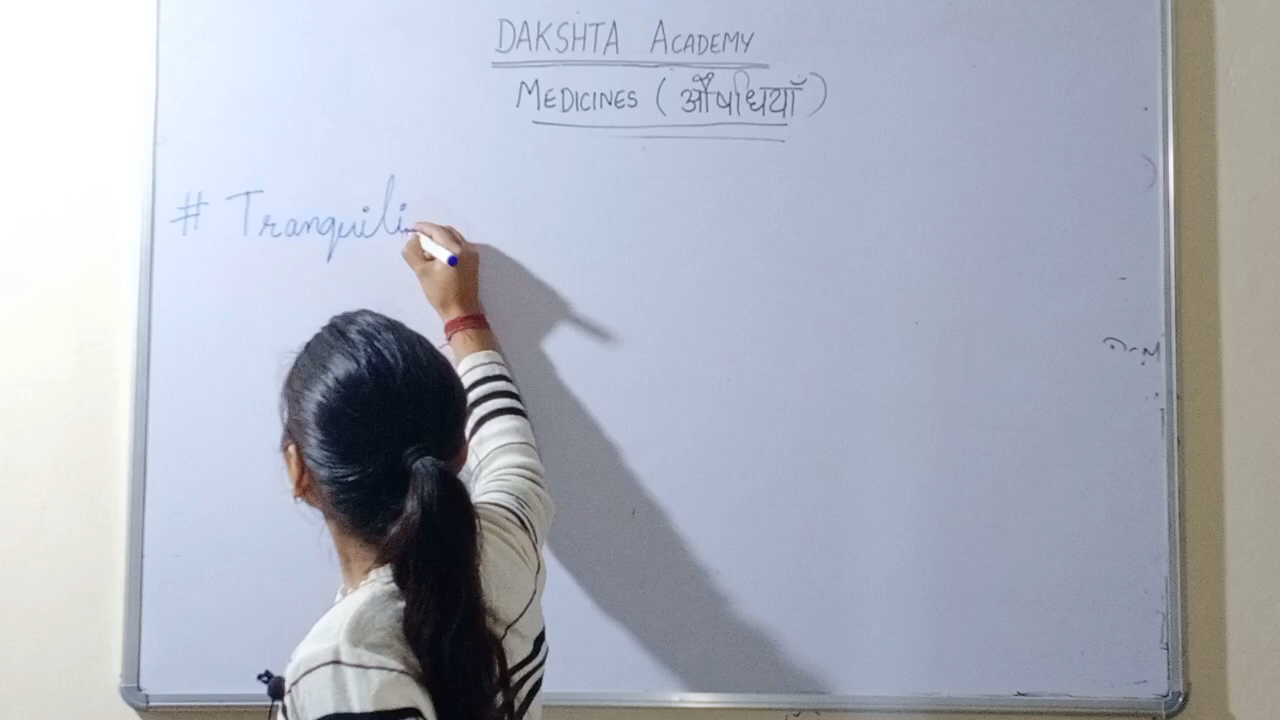 DAKSHTA ACADEMY
MEDICINES (औषधियाँ)
# Tranquili